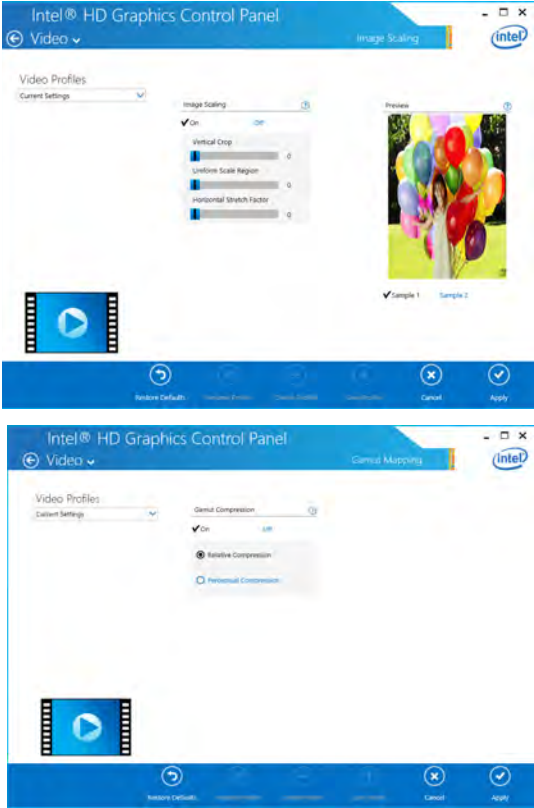 Intel® HD Graphics Control Panel
Video
Image Scaling
intel
Video Profiles
Current Settings
Image Scaling
On Off
Vertical Crop
0
Uniform Scale Region
0
Horizontal Stretch Factor
0
Preview
Sample 1 Sample 2
Restore Defaults
Cancel
Apply
Intel® HD Graphics Control Panel
Video
Gamut Mapping
intel
Video Profiles
Current Settings
Gamut Compression
On Off
Relative Compression
Perceptual Compression
Restore Defaults
Cancel
Apply